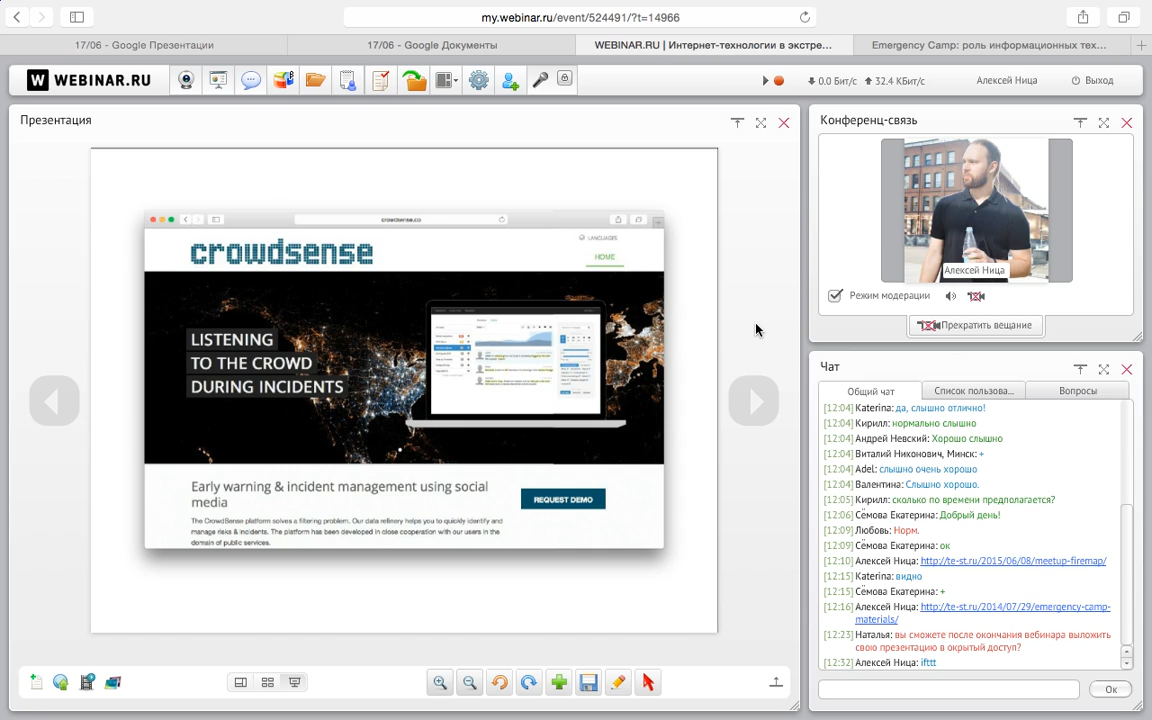 my.webinar.ru/event/524491/?t=14966
17/06 - Google Презентации
17/06 - Google Документы
WEBINAR.RU | Интернет-технологии в экстре...
Emergency Camp: роль информационных тех...
W WEBINAR.RU
0.0 Бит/с
32.4 КБит/с
Алексей Ница
Выход
Презентация
crowdsense.co
crowdsense
LANGUAGES
HOME
LISTENING
TO THE CROWD
DURING INCIDENTS
Early warning & incident management using social
media
REQUEST DEMO
The CrowdSense platform solves a filtering problem. Our data refinery helps you to quickly identify and
manage risks & incidents. The platform has been developed in close cooperation with our users in the
domain of public services.
Конференц-связь
Алексей Ница
Режим модерации
Прекратить вещание
Чат
Общий чат
Список пользова...
Вопросы
[12:04] Katerina: да, слышно отлично!
[12:04] Кирилл: нормально слышно
[12:04] Андрей Невский: Хорошо слышно
[12:04] Виталий Никонович, Минск: +
[12:04] Adel: слышно очень хорошо
[12:04] Валентина: Слышно хорошо.
[12:05] Кирилл: сколько по времени предполагается?
[12:06] Сёмова Екатерина: Добрый день!
[12:09] Любовь: Норм.
[12:09] Сёмова Екатерина: ок
[12:10] Алексей Ница: http://te-st.ru/2015/06/08/meetup-firemap/
[12:15] Katerina: видно
[12:15] Сёмова Екатерина: +
[12:16] Алексей Ница: http://te-st.ru/2014/07/29/emergency-camp-
materials/
[12:23] Наталья: вы сможете после окончания вебинара выложить
свою презентацию в окрытый доступ?
[12:32] Алексей Ница: ifttt
Ок